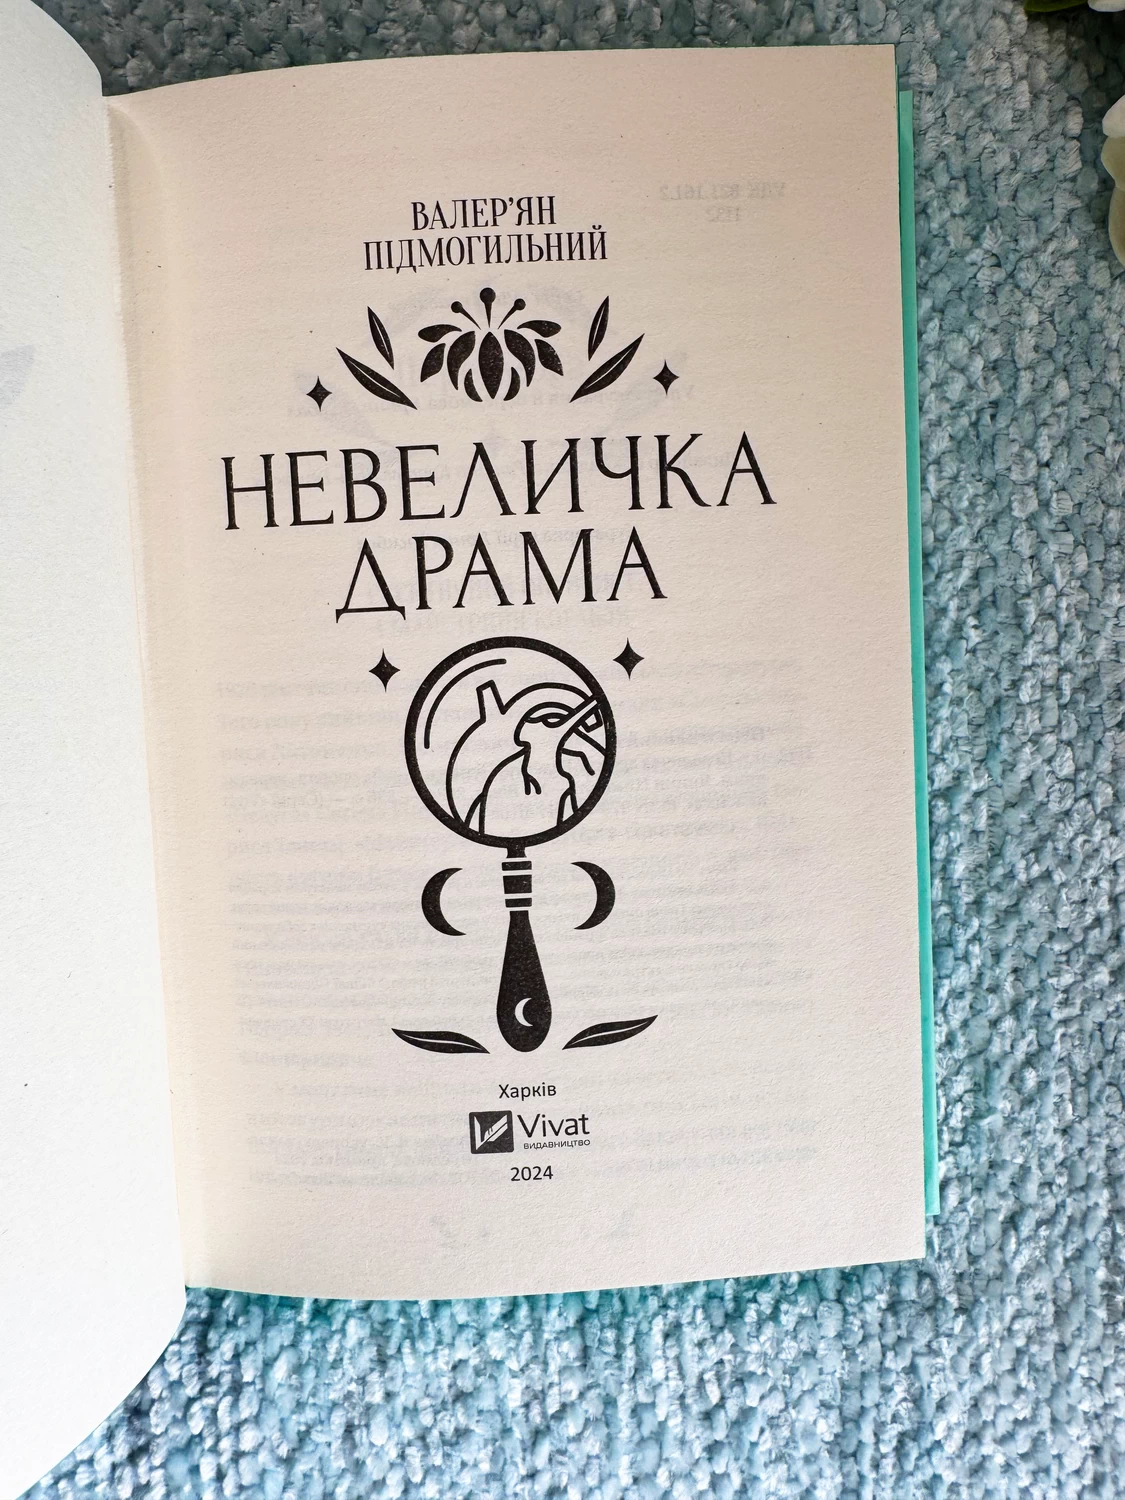 ВАЛЕР’ЯН
ПІДМОГИЛЬНИЙ
НЕВЕЛИЧКА
ДРАМА
Харків
Vivat
ВИДАВНИЦТВО
2024